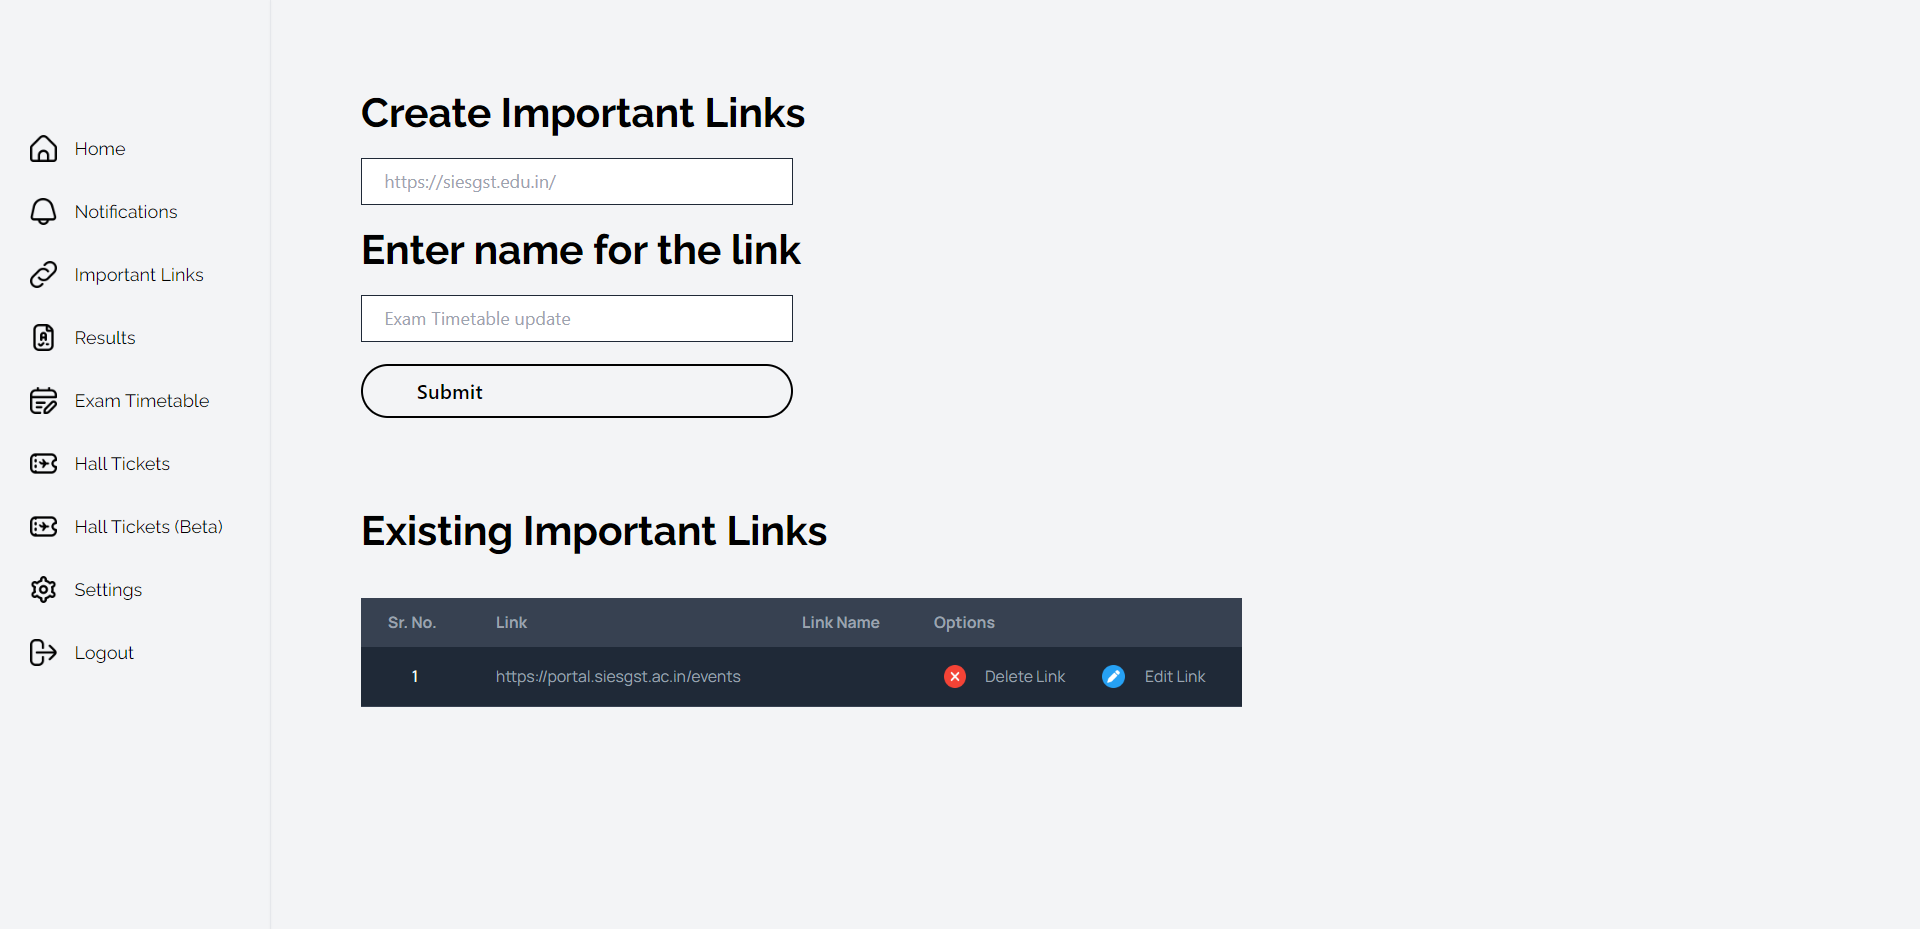 Home
Notifications
Important Links
Results
Exam Timetable
Hall Tickets
Hall Tickets (Beta)
Settings
Logout
Create Important Links
https://siesgst.edu.in/
Enter name for the link
Exam Timetable update
Submit
Existing Important Links
Sr. No. Link Link Name Options
1 https://portal.siesgst.ac.in/events Delete Link Edit Link